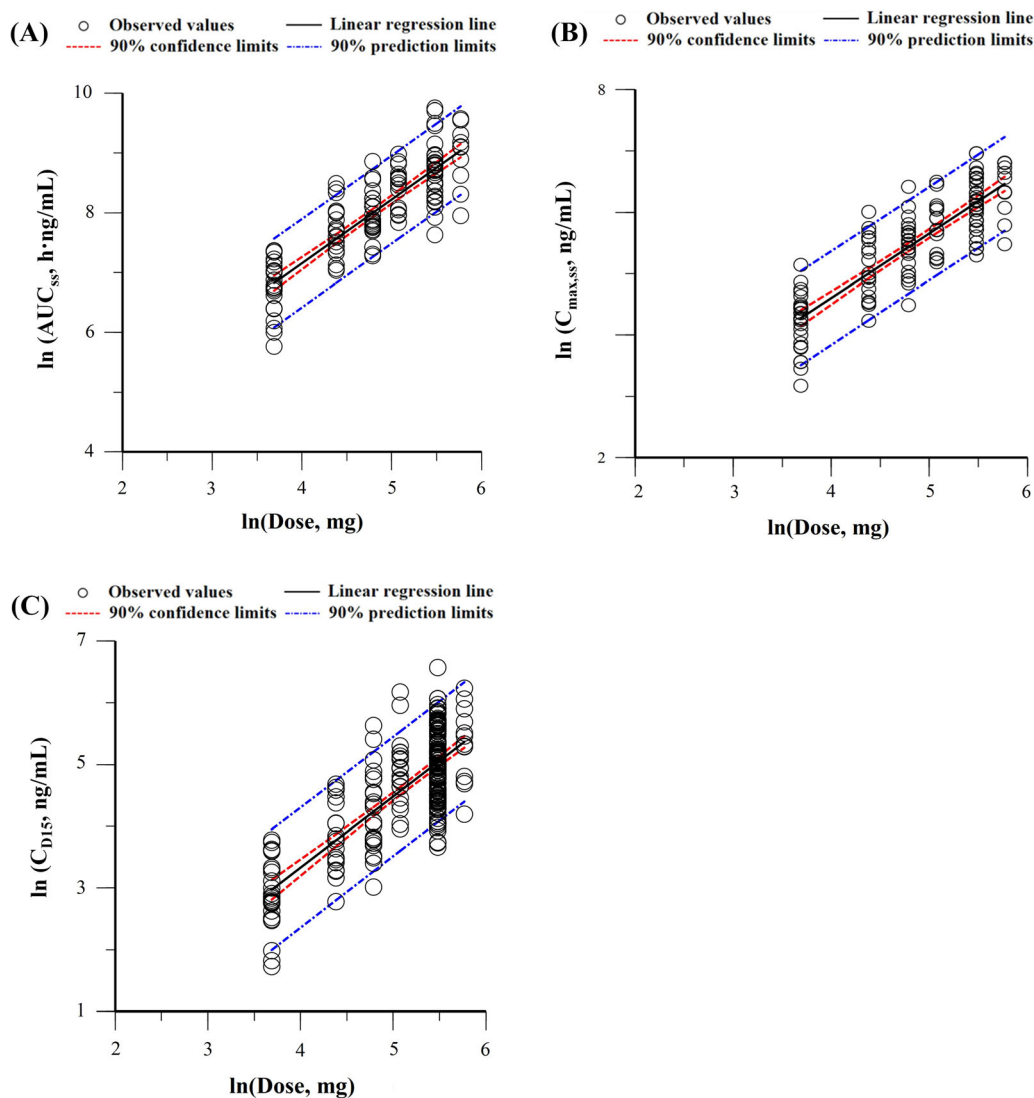 (A)
Observed values
Linear regression line
90% confidence limits
90% prediction limits
10
8
6
4
ln (AUCss, h·ng/mL)
2
3
4
5
6
ln(Dose, mg)
(B)
Observed values
Linear regression line
90% confidence limits
90% prediction limits
8
2
ln (Cmax,ss, ng/mL)
2
3
4
5
6
ln(Dose, mg)
(C)
Observed values
Linear regression line
90% confidence limits
90% prediction limits
7
5
3
1
ln (CD15, ng/mL)
2
3
4
5
6
ln(Dose, mg)